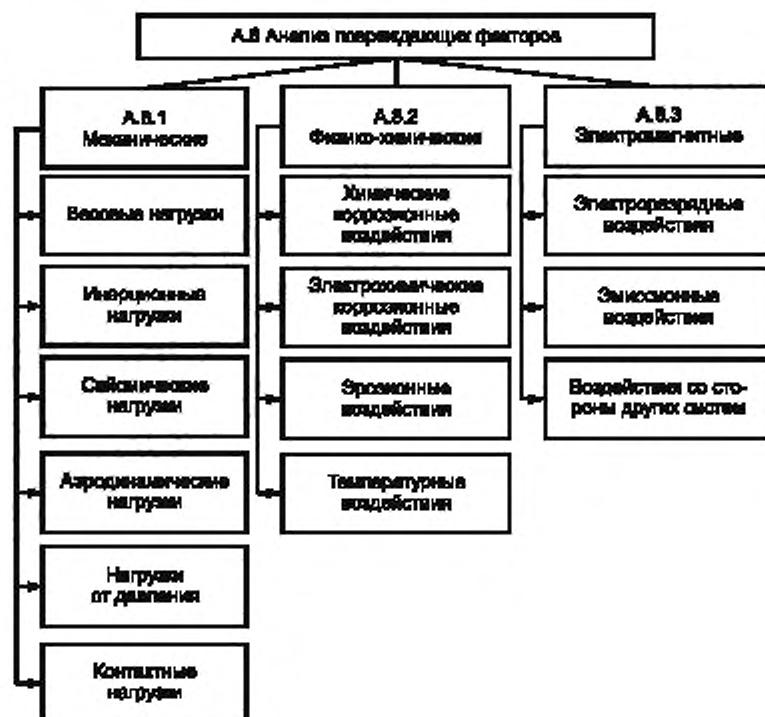 А.8 Анализ повреждающих факторов
А.8.1
Механические
Весовые нагрузки
Инерционные
нагрузки
Сейсмические
нагрузки
Аэродинамические
нагрузки
Нагрузки
от давления
Контактные
нагрузки
А.8.2
Физико-химические
Химические
коррозионные
воздействия
Электрохимические
коррозионные
воздействия
Эрозионные
воздействия
Температурные
воздействия
А.8.3
Электромагнитные
Электроразрядные
воздействия
Эмиссионные
воздействия
Воздействия со сто-
роны других систем